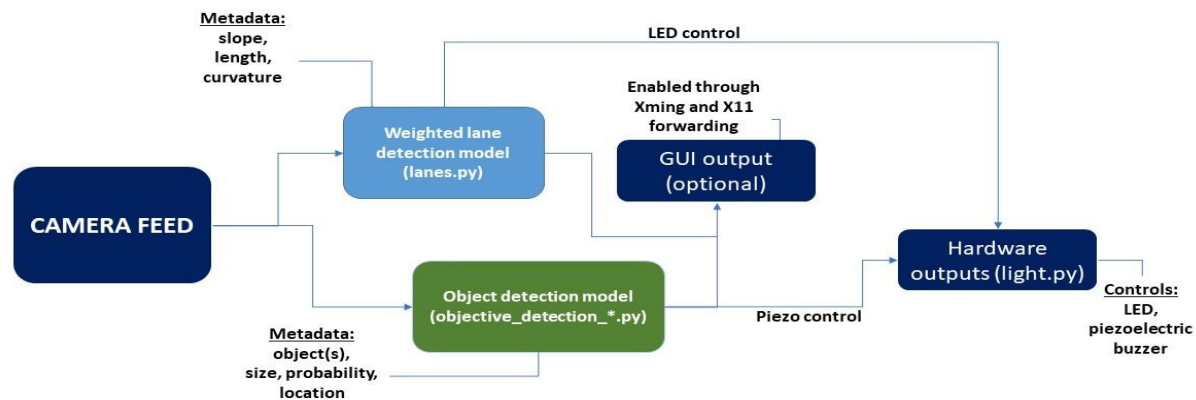 Metadata:
slope,
length,
curvature
LED control
Enabled through
Xming and X11
forwarding
Weighted lane
detection model
(lanes.py)
GUI output
(optional)
CAMERA FEED
Hardware
outputs (light.py)
Object detection model
(objective_detection_*.py)
Piezo control
Controls:
LED,
piezoelectric
buzzer
Metadata:
object(s),
size, probability,
location